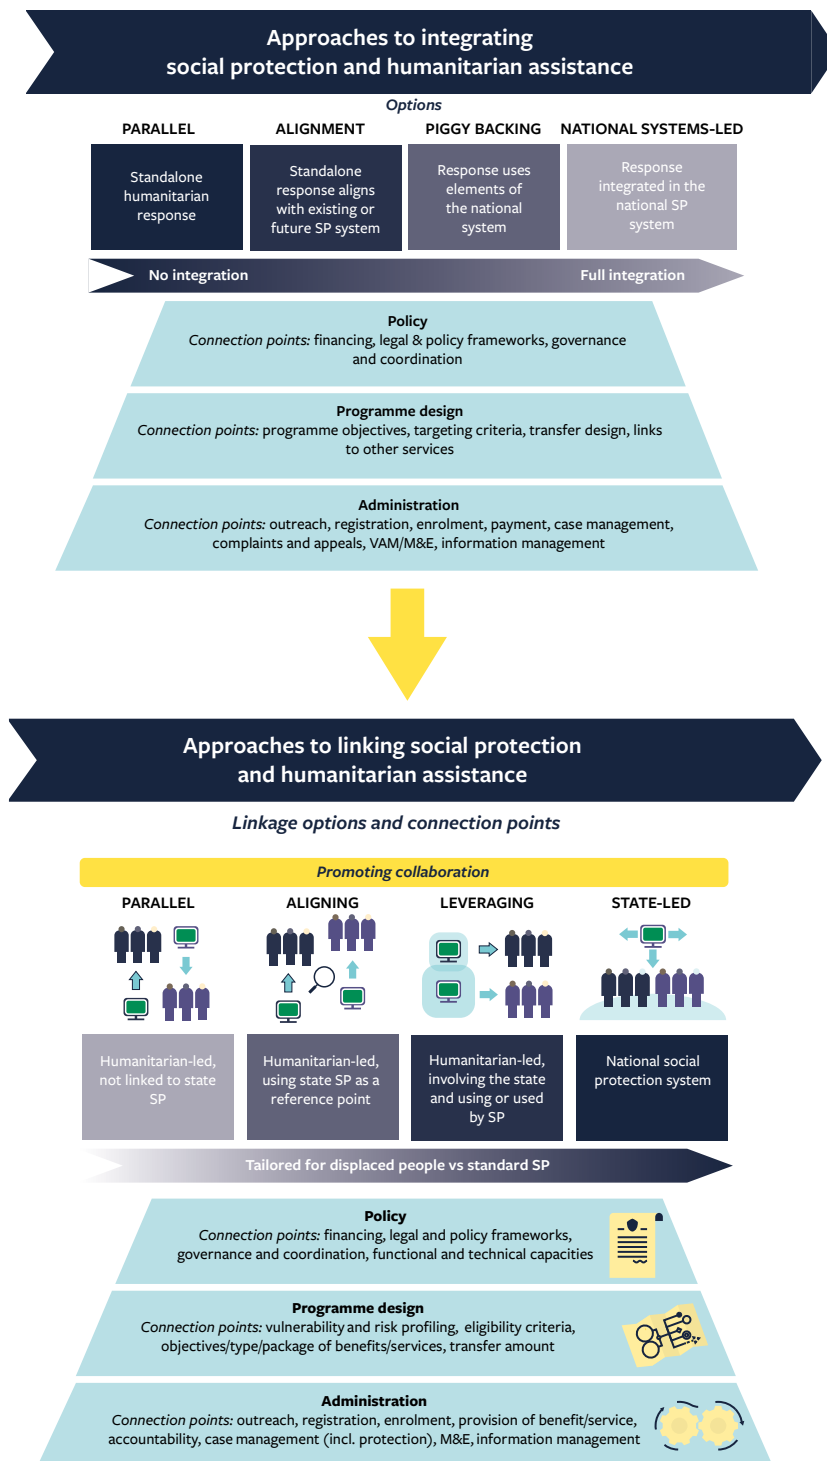 Approaches to integrating
social protection and humanitarian assistance
Options
PARALLEL
ALIGNMENT
PIGGY BACKING
NATIONAL SYSTEMS-LED
Standalone
humanitarian
response
Standalone
response aligns
with existing or
future SP system
Response uses
elements of
the national
system
Response
integrated in the
national SP
system
No integration
Full integration
Policy
Connection points: financing, legal & policy frameworks, governance
and coordination
Programme design
Connection points: programme objectives, targeting criteria, transfer design, links
to other services
Administration
Connection points: outreach, registration, enrolment, payment, case management,
complaints and appeals, VAM/M&E, information management
Approaches to linking social protection
and humanitarian assistance
Linkage options and connection points
Promoting collaboration
PARALLEL
ALIGNING
LEVERAGING
STATE-LED
Humanitarian-led,
not linked to state
SP
Humanitarian-led,
using state SP as a
reference point
Humanitarian-led,
involving the state
and using or used
by SP
National social
protection system
Tailored for displaced people vs standard SP
Policy
Connection points: financing, legal and policy frameworks,
governance and coordination, functional and technical capacities
Programme design
Connection points: vulnerability and risk profiling, eligibility criteria,
objectives/type/package of benefits/services, transfer amount
Administration
Connection points: outreach, registration, enrolment, provision of benefit/service,
accountability, case management (incl. protection), M&E, information management